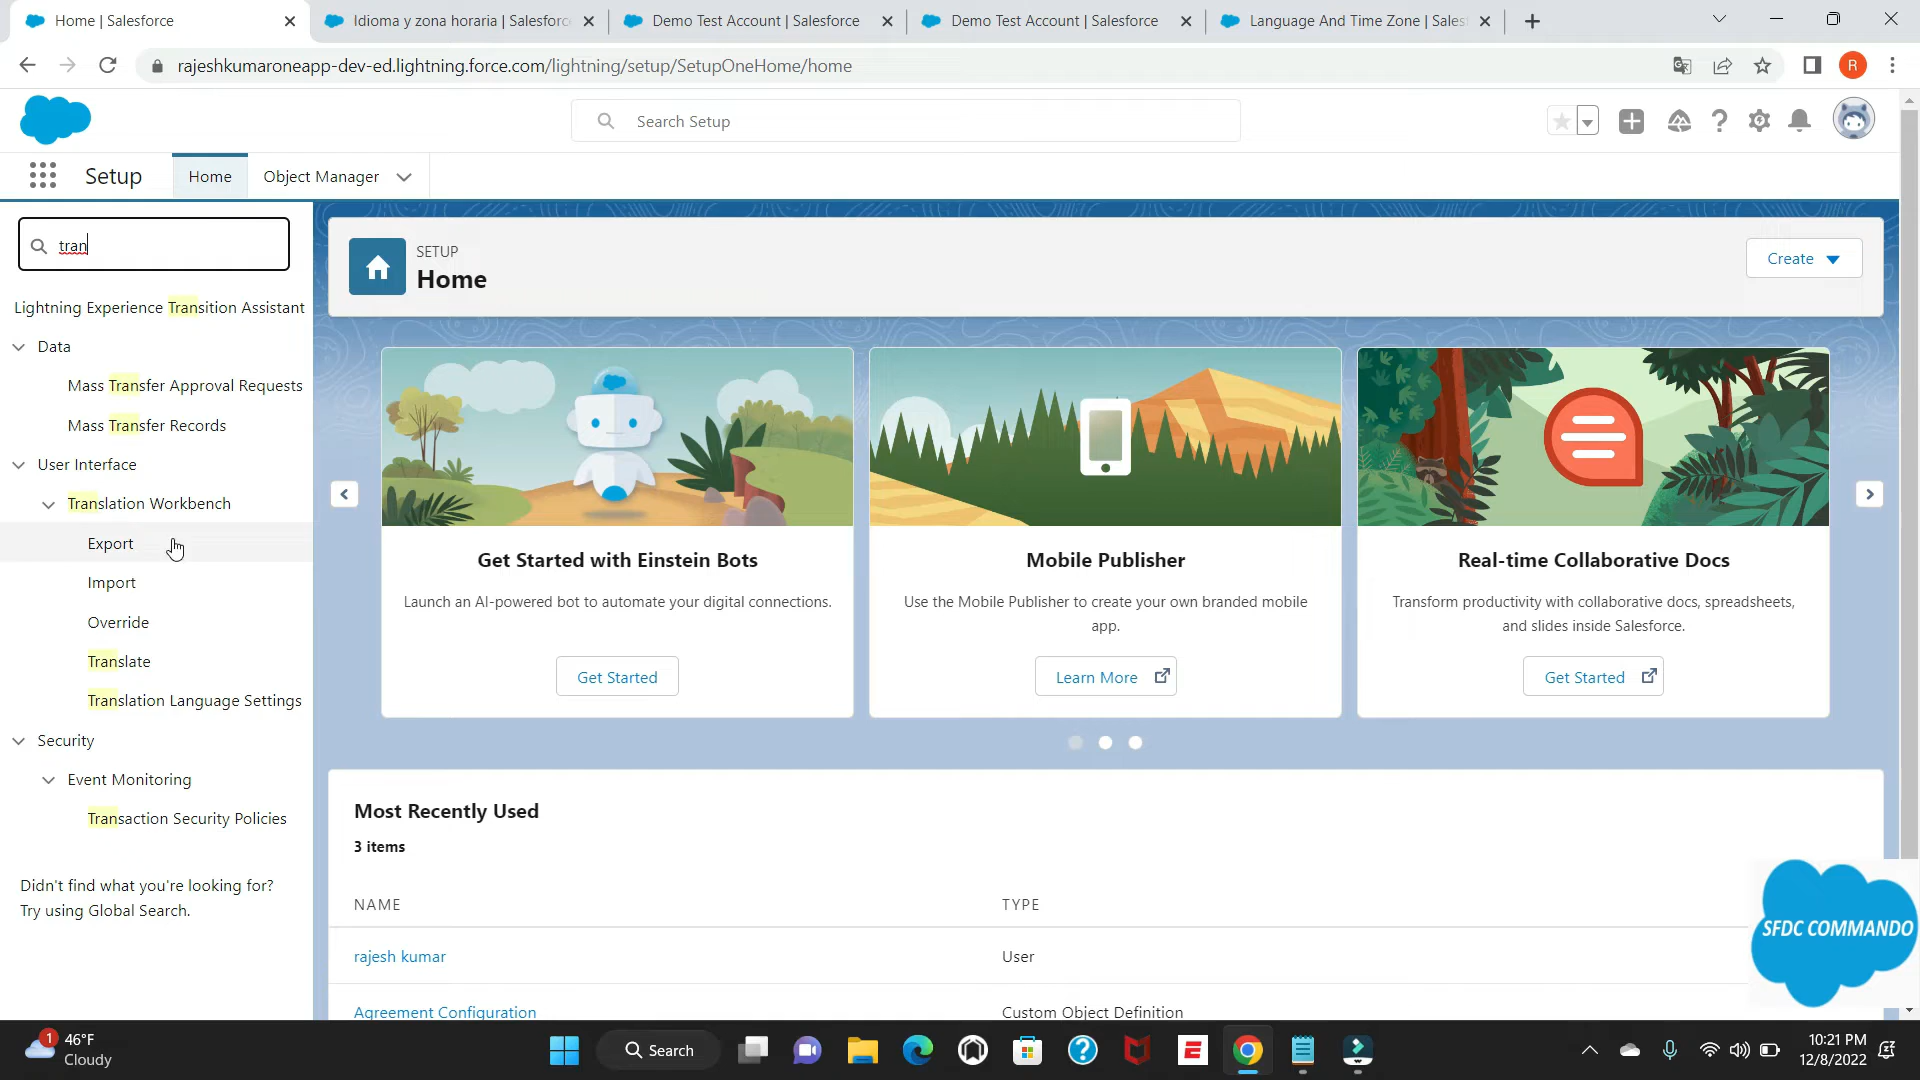 Home | Salesforce
Idioma y zona horaria | Salesforc
Demo Test Account | Salesforce
Demo Test Account | Salesforce
Language And Time Zone | Sales
rajeshkumaroneapp-dev-ed.lightning.force.com/lightning/setup/SetupOneHome/home
R
Search Setup
Setup
Home
Object Manager
tran
Lightning Experience Transition Assistant
Data
Mass Transfer Approval Requests
Mass Transfer Records
User Interface
Translation Workbench
Export
Import
Override
Translate
Translation Language Settings
Security
Event Monitoring
Transaction Security Policies
Didn't find what you're looking for?
Try using Global Search.
SETUP
Home
Create
Get Started with Einstein Bots
Launch an AI-powered bot to automate your digital connections.
Get Started
Mobile Publisher
Use the Mobile Publisher to create your own branded mobile
app.
Learn More
Real-time Collaborative Docs
Transform productivity with collaborative docs, spreadsheets,
and slides inside Salesforce.
Get Started
Most Recently Used
3 items
NAME
TYPE
rajesh kumar
User
Agreement Configuration
Custom Object Definition
SFDC COMMANDO
1
46°F
Cloudy
Search
10:21 PM
12/8/2022